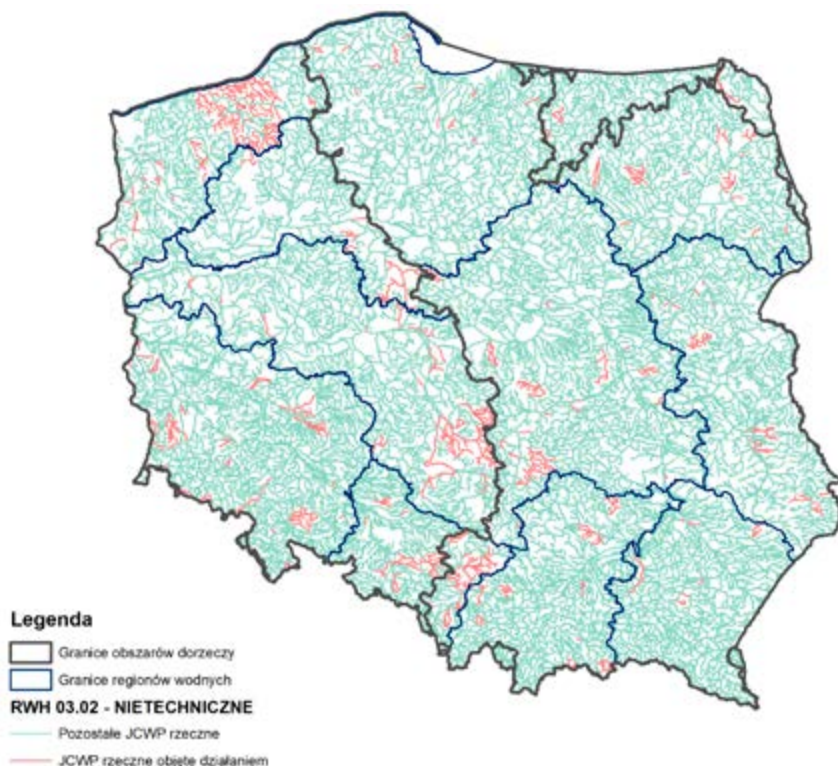 Legenda
Granice obszarów dorzeczy
Granice regionów wodnych
RWH 03.02 - NIETECHNICZNE
Pozostałe JCWP rzeczne
JCWP rzeczne objęte działaniem